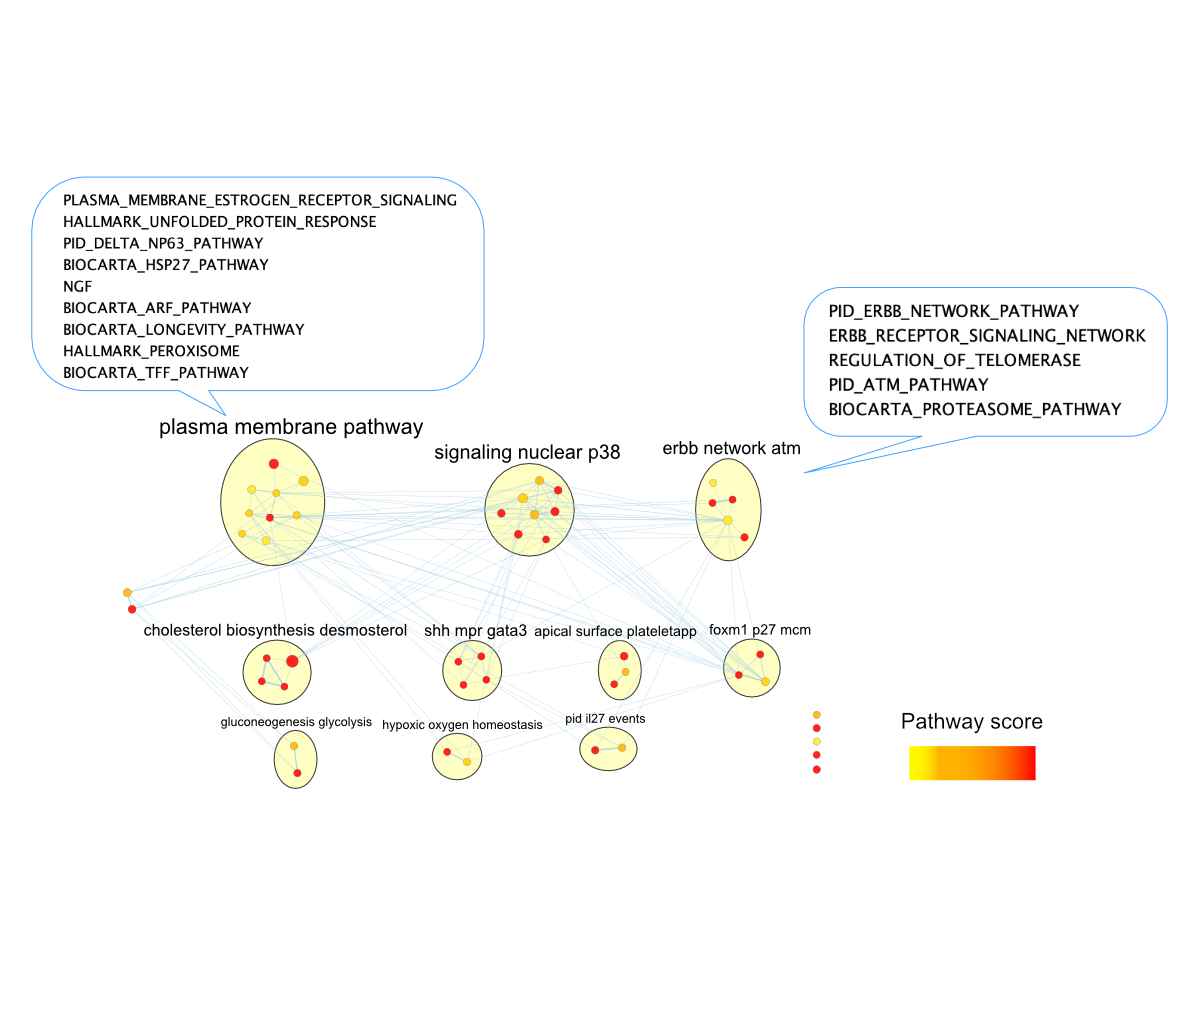 PLASMA_MEMBRANE_ESTROGEN_RECEPTOR_SIGNALING
HALLMARK_UNFOLDED_PROTEIN_RESPONSE
PID_DELTA_NP63_PATHWAY
BIOCARTA_HSP27_PATHWAY
NGF
BIOCARTA_ARF_PATHWAY
BIOCARTA_LONGEVITY_PATHWAY
HALLMARK_PEROXISOME
BIOCARTA_TFF_PATHWAY
PID_ERBB_NETWORK_PATHWAY
ERBB_RECEPTOR_SIGNALING_NETWORK
REGULATION_OF_TELOMERASE
PID_ATM_PATHWAY
BIOCARTA_PROTEASOME_PATHWAY
plasma membrane pathway
signaling nuclear p38
erbb network atm
cholesterol biosynthesis desmosterol
shh mpr gata3
apical surface plateletapp
foxm1 p27 mcm
gluconeogenesis glycolysis
hypoxic oxygen homeostasis
pid il27 events
Pathway score